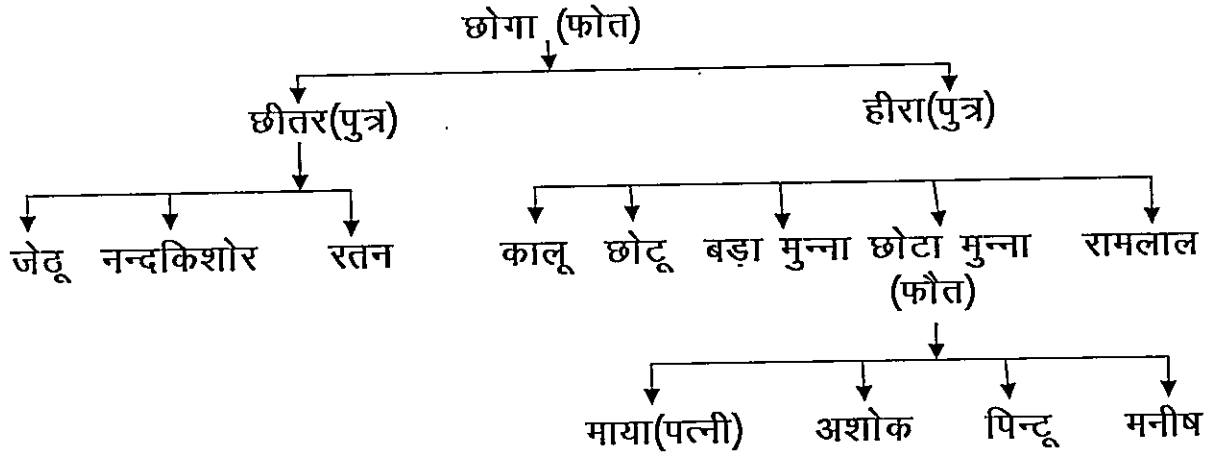 छोगा (फोत)
छीतर(पुत्र) हीरा(पुत्र)
जेठू नन्दकिशोर रतन कालू छोटू बड़ा मुन्ना छोटा मुन्ना रामलाल
(फौत)
माया(पत्नी) अशोक पिन्टू मनीष